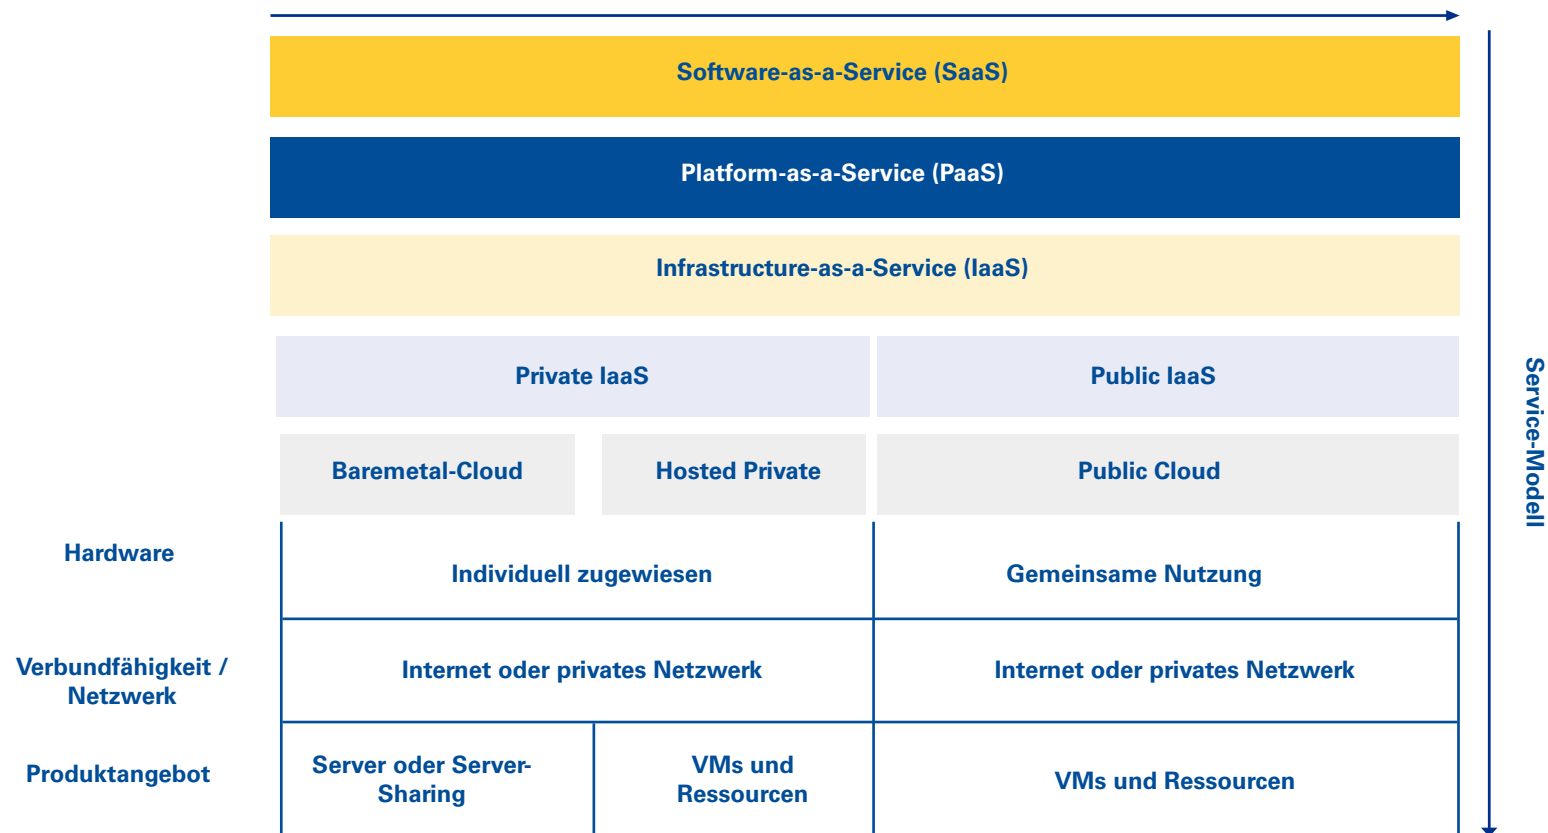 Software-as-a-Service (SaaS)
Platform-as-a-Service (PaaS)
Infrastructure-as-a-Service (IaaS)
Private IaaS
Public IaaS
Service-Modell
Baremetal-Cloud
Hosted Private
Public Cloud
Hardware
Individuell zugewiesen
Gemeinsame Nutzung
Verbundfähigkeit /
Netzwerk
Internet oder privates Netzwerk
Internet oder privates Netzwerk
Produktangebot
Server oder Server-
Sharing
VMs und
Ressourcen
VMs und Ressourcen